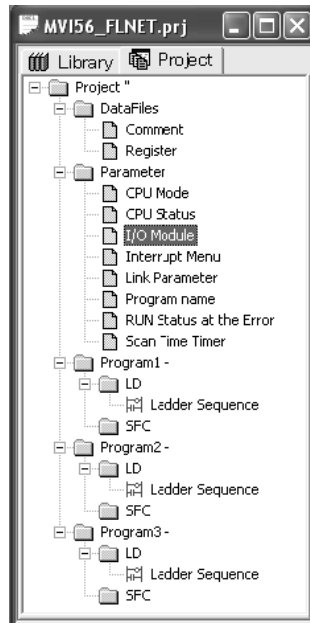 MVI56_FLNET.prj
Library Project
Project "
DataFiles
Comment
Register
Parameter
CPU Mode
CPU Status
I/O Module
Interrupt Menu
Link Parameter
Program name
RUN Status at the Error
Scan Time Timer
Program1 -
LD
Ladder Sequence
SFC
Program2 -
LD
Ladder Sequence
SFC
Program3 -
LD
Ladder Sequence
SFC